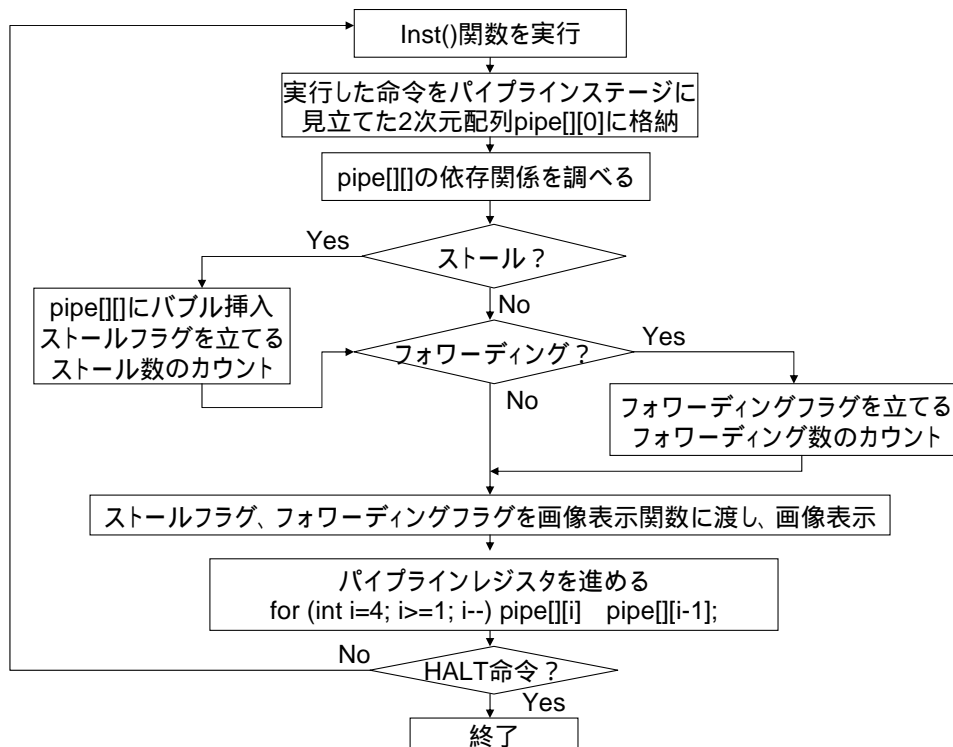 Inst()関数を実行
実行した命令をパイプラインステージに
見立てた2次元配列pipe[][0]に格納
pipe[][]の依存関係を調べる
Yes
ストール？
No
pipe[][]にバブル挿入
ストールフラグを立てる
ストール数のカウント
フォワーディング？
Yes
No
フォワーディングフラグを立てる
フォワーディング数のカウント
ストールフラグ、フォワーディングフラグを画像表示関数に渡し、画像表示
パイプラインレジスタを進める
for (int i=4; i>=1; i--) pipe[][i] pipe[][i-1];
No
HALT命令？
Yes
終了